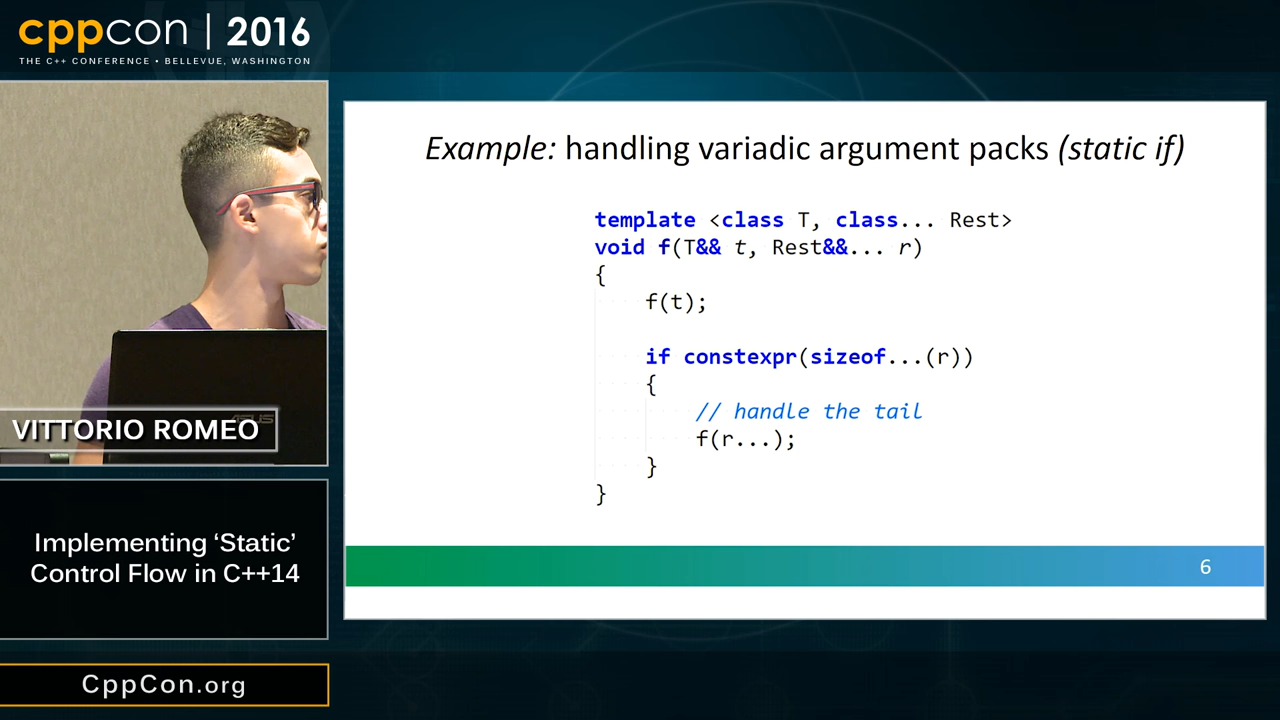 cppcon | 2016
THE C++ CONFERENCE • BELLEVUE, WASHINGTON
Example: handling variadic argument packs (static if)
template <class T, class... Rest>
void f(T&& t, Rest&&... r)
{
f(t);
if constexpr(sizeof...(r))
{
// handle the tail
f(r...);
}
}
6
ASUS
VITTORIO ROMEO
Implementing ‘Static’
Control Flow in C++14
CppCon.org